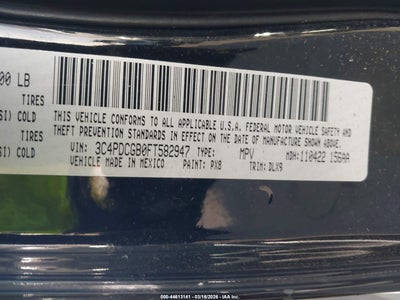 00 LB
TIRES
SI) COLD
TIRES
SI) COLD
THIS VEHICLE CONFORMS TO ALL APPLICABLE U.S.A. FEDERAL MOTOR VEHICLE SAFETY AND
THEFT PREVENTION STANDARDS IN EFFECT ON THE DATE OF MANUFACTURE SHOWN ABOVE
VIN: 3C4PDCGB0FT582947 TYPE: MPV MDH: 110422 156AA
VEHICLE MADE IN MEXICO PAINT: PX8 TRIM: DLX9
000-44613141 - 03/18/2026 - IAA Inc.